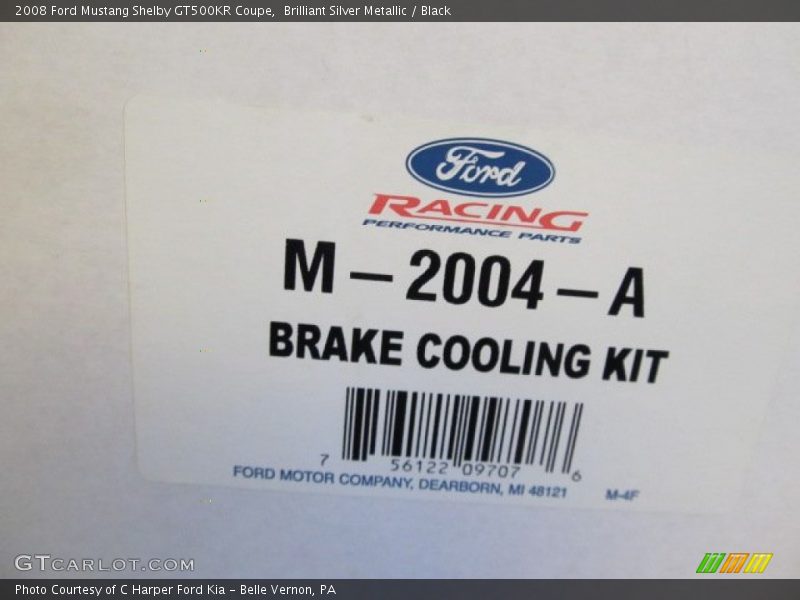 2008 Ford Mustang Shelby GT500KR Coupe,  Brilliant Silver Metallic / Black
Ford
RACING
PERFORMANCE PARTS
M-2004-A
BRAKE COOLING KIT
7 56122 09707 6
FORD MOTOR COMPANY, DEARBORN, MI 48121 M-4F
GTCARLOT.COM
Photo Courtesy of C Harper Ford Kia - Belle Vernon, PA